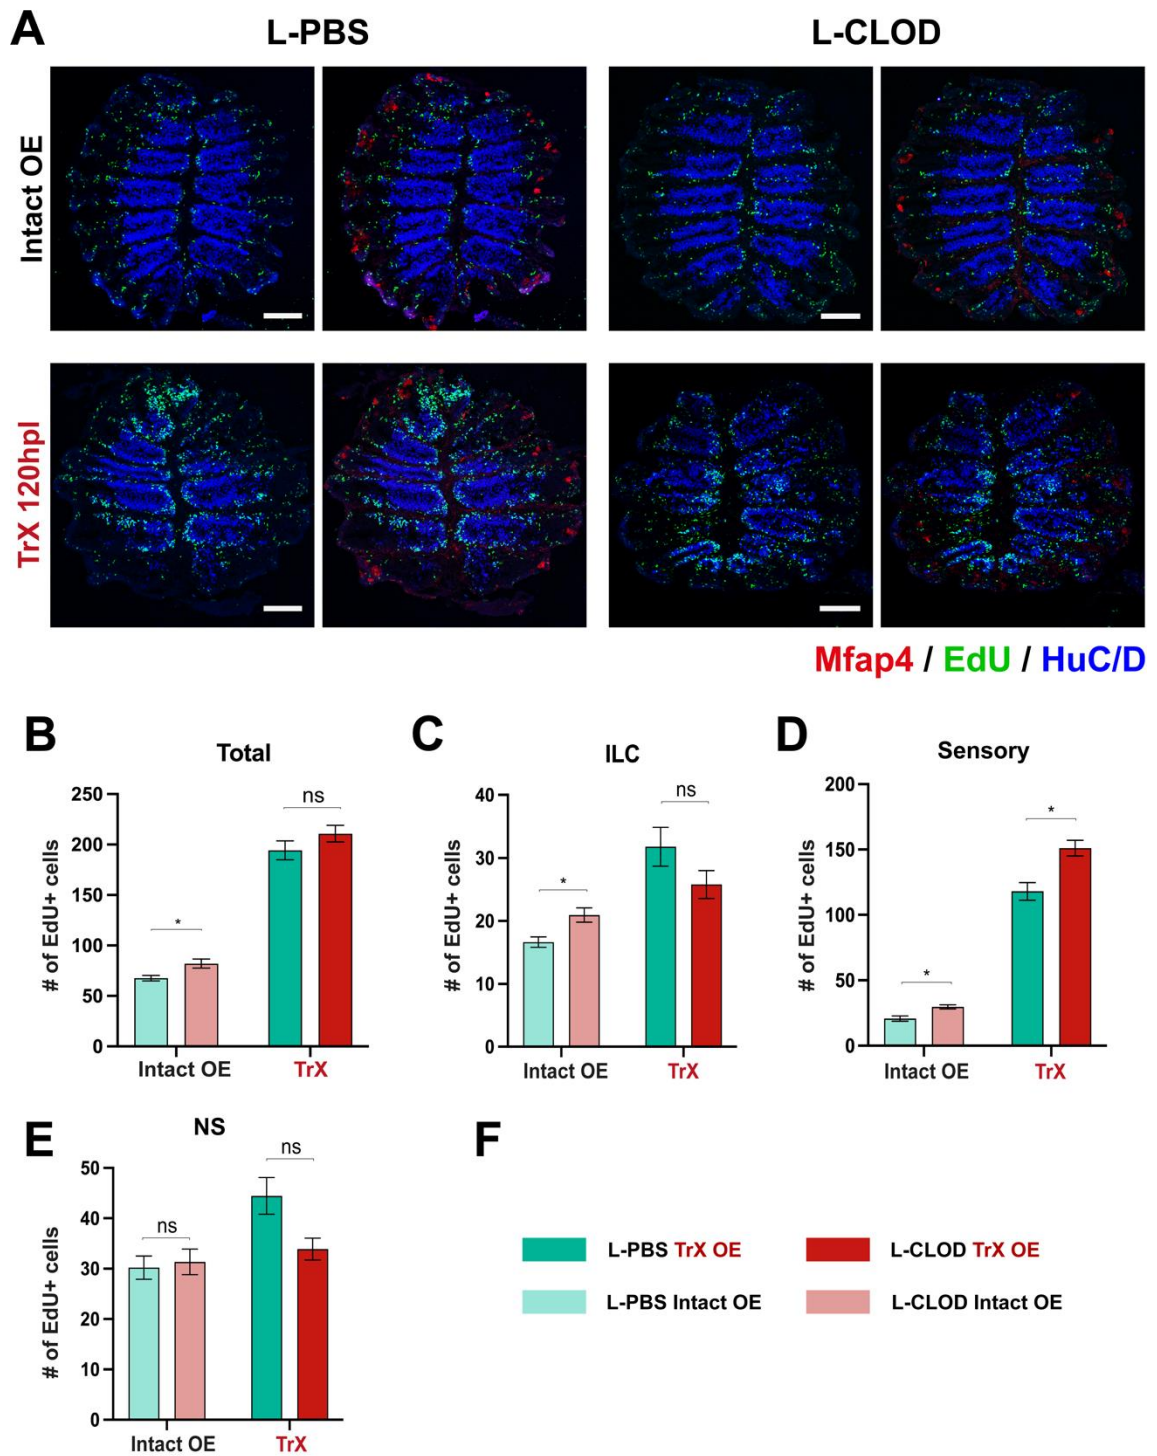 A
L-PBS
L-CLOD
Intact OE
TrX 120hpl
Mfap4 / EdU / HuC/D
B
Total
# of EdU+ cells
250
200
150
100
50
0
*
ns
Intact OE
TrX
C
ILC
# of EdU+ cells
40
30
20
10
0
*
ns
Intact OE
TrX
D
Sensory
# of EdU+ cells
200
150
100
50
0
*
*
Intact OE
TrX
E
NS
# of EdU+ cells
50
40
30
20
10
0
ns
ns
Intact OE
TrX
F
L-PBS TrX OE
L-CLOD TrX OE
L-PBS Intact OE
L-CLOD Intact OE